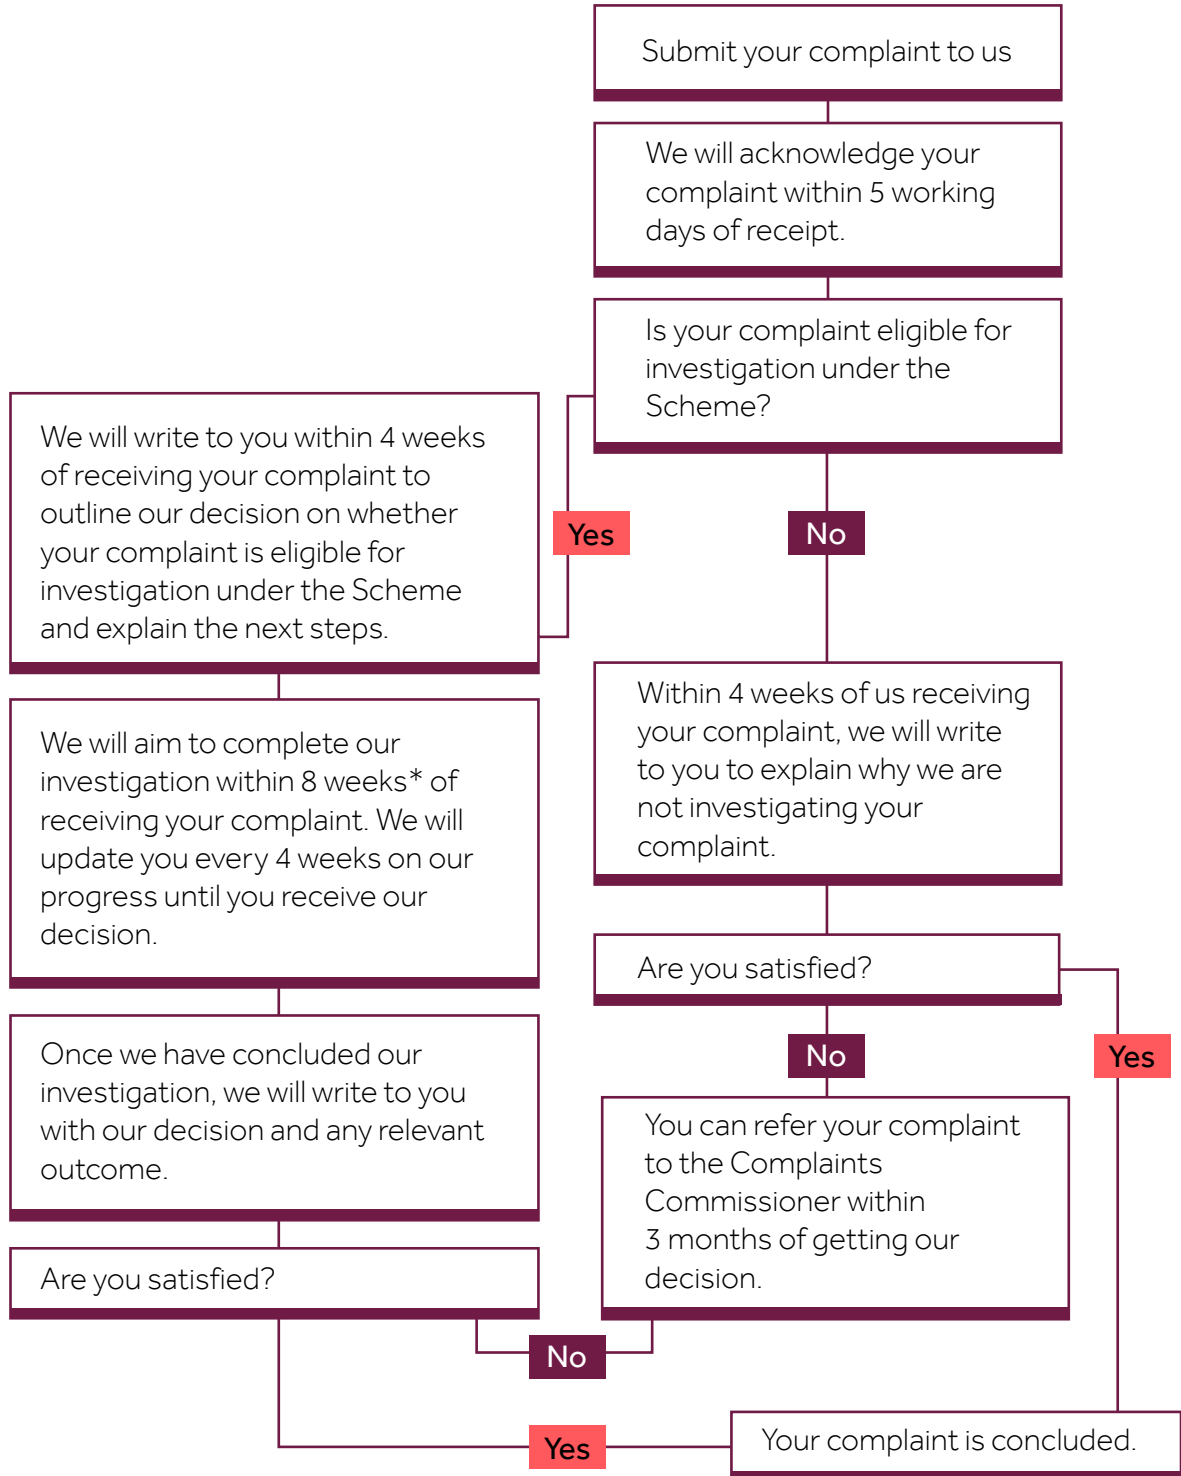 Submit your complaint to us
We will acknowledge your
complaint within 5 working
days of receipt.
Is your complaint eligible for
investigation under the
Scheme?
Yes
No
We will write to you within 4 weeks
of receiving your complaint to
outline our decision on whether
your complaint is eligible for
investigation under the Scheme
and explain the next steps.
We will aim to complete our
investigation within 8 weeks* of
receiving your complaint. We will
update you every 4 weeks on our
progress until you receive our
decision.
Once we have concluded our
investigation, we will write to you
with our decision and any relevant
outcome.
Are you satisfied?
Within 4 weeks of us receiving
your complaint, we will write
to you to explain why we are
not investigating your
complaint.
Are you satisfied?
No
Yes
You can refer your complaint
to the Complaints
Commissioner within
3 months of getting our
decision.
No
Yes
Your complaint is concluded.